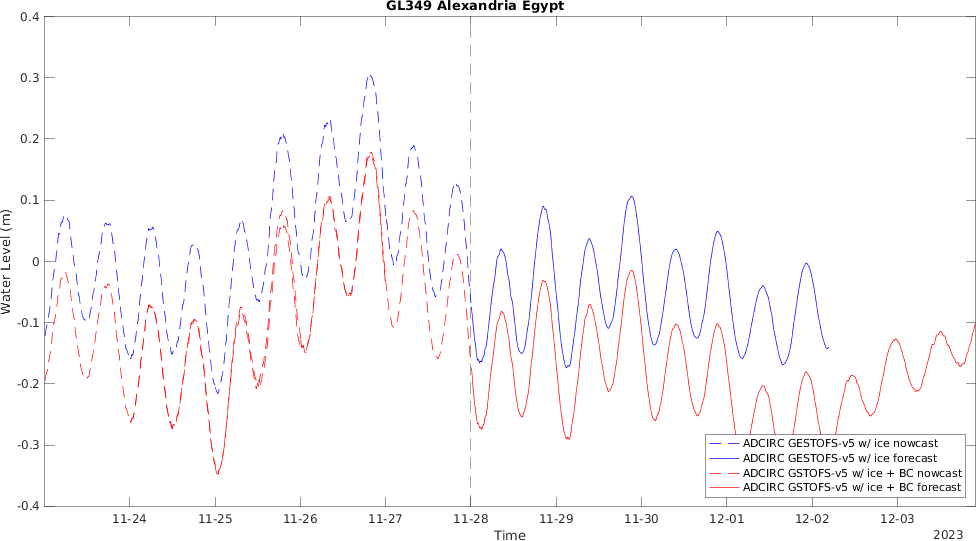 GL349 Alexandria Egypt
0.4
0.3
0.2
0.1
0
-0.1
-0.2
-0.3
-0.4
Water Level (m)
ADCIRC GESTOFS-v5 w/ ice nowcast
ADCIRC GESTOFS-v5 w/ ice forecast
ADCIRC GSTOFS-v5 w/ ice + BC nowcast
ADCIRC GSTOFS-v5 w/ ice + BC forecast
11-24 11-25 11-26 11-27 11-28 11-29 11-30 12-01 12-02 12-03
Time
2023